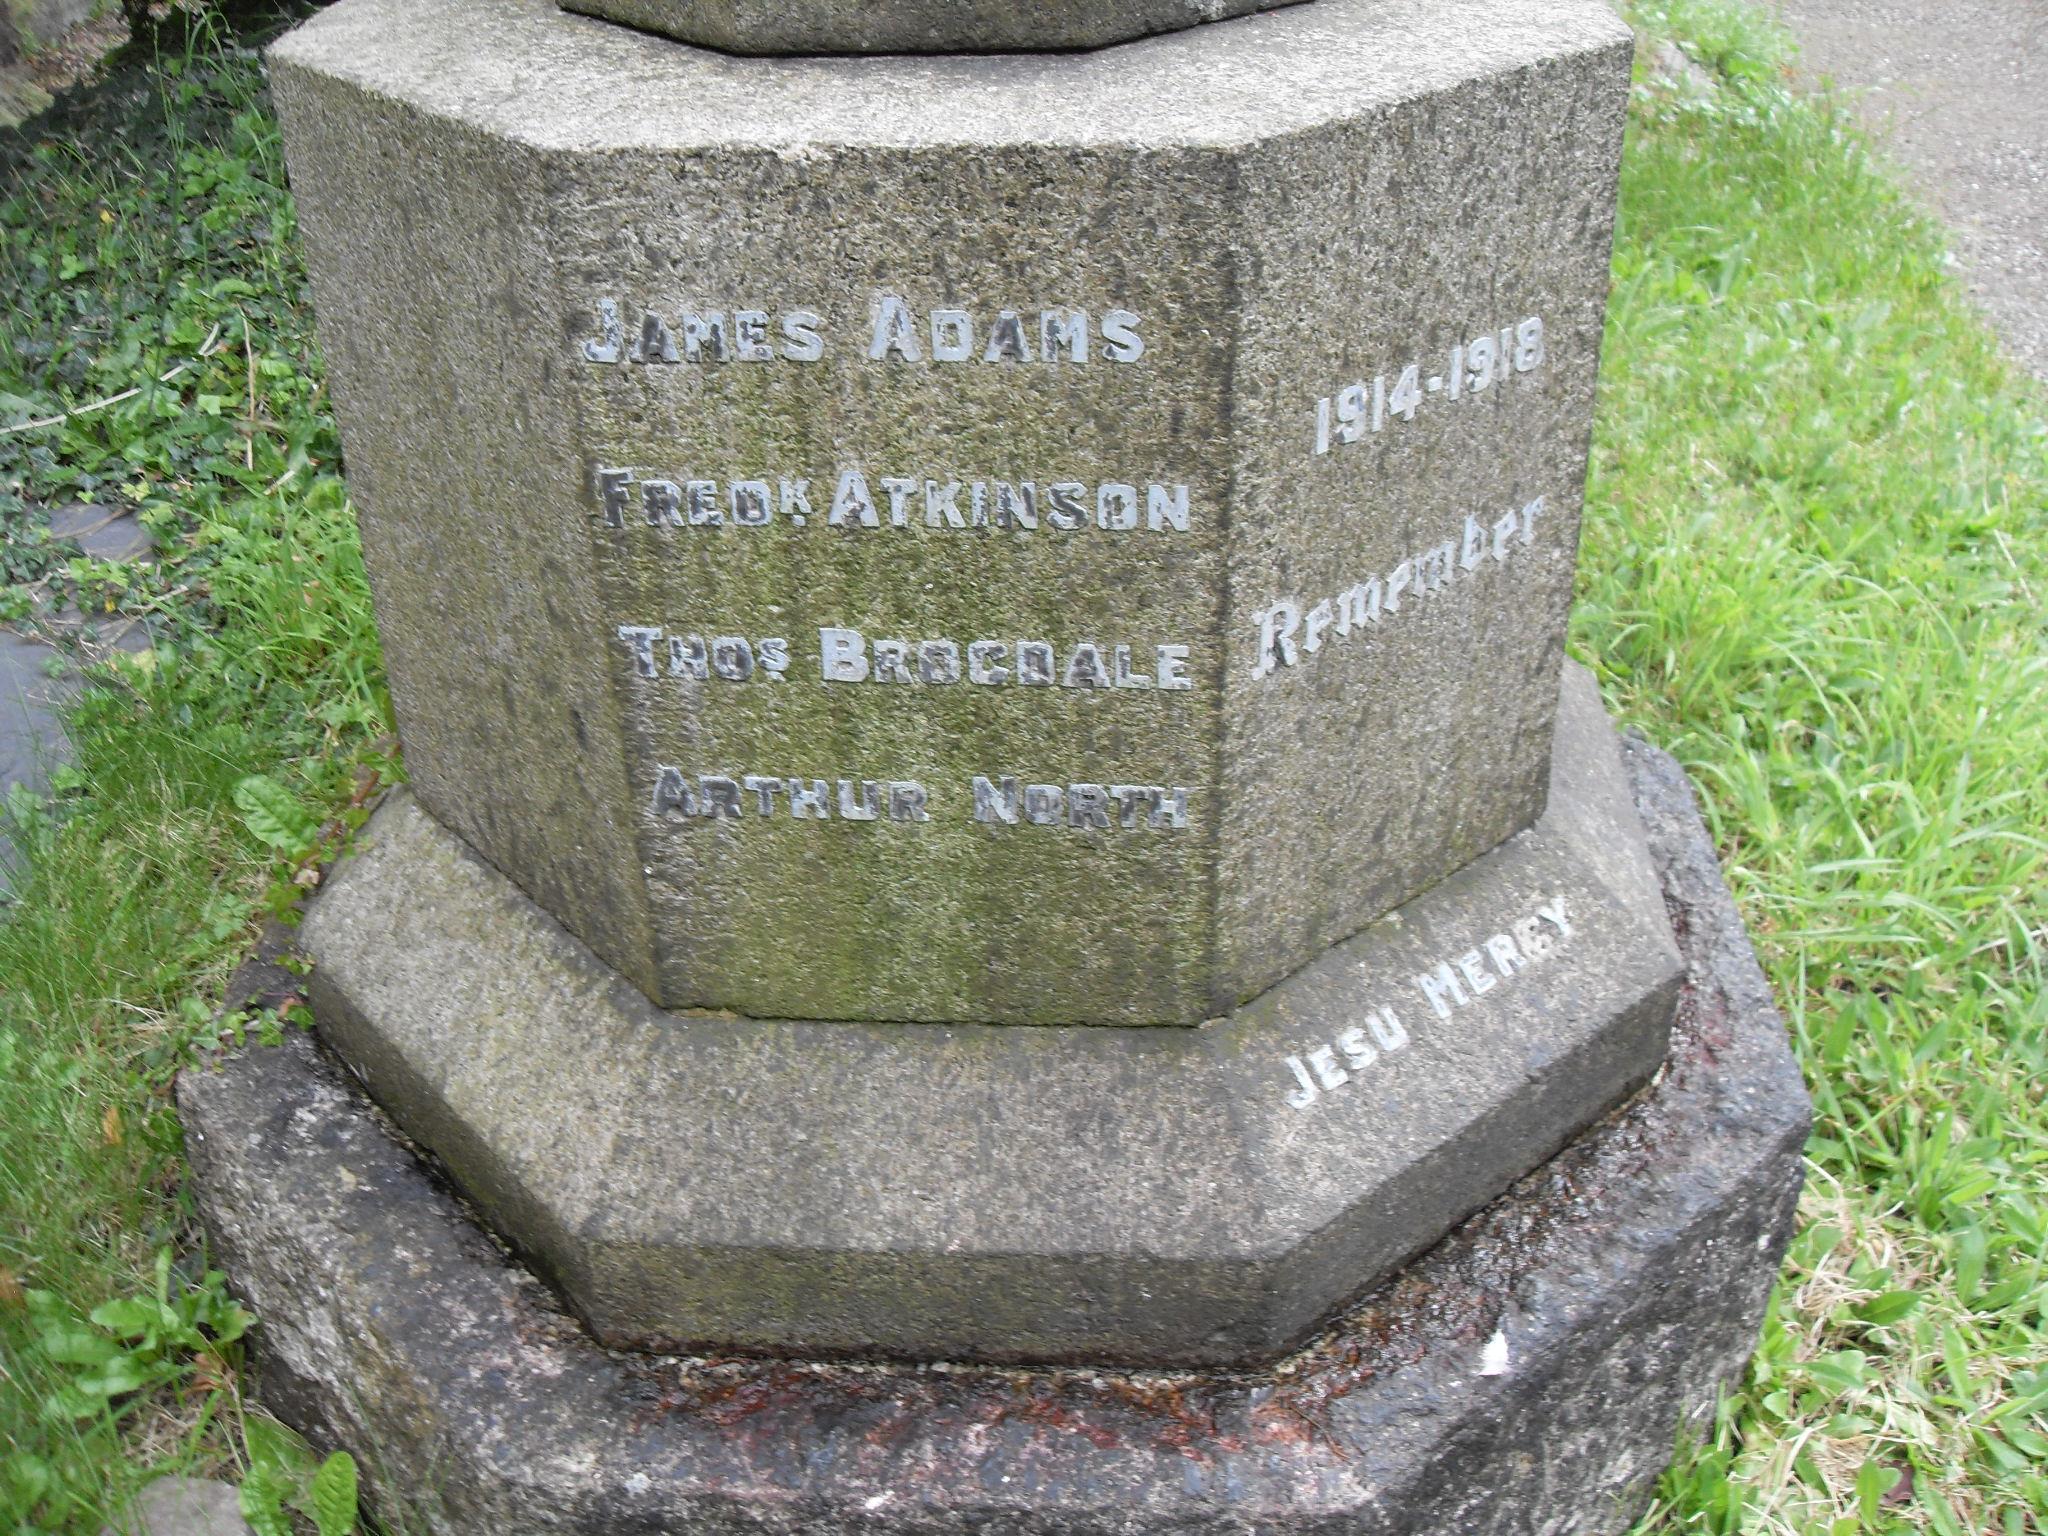 JAMES ADAMS
FREDK ATKINSON
THOS BROCDALE
ARTHUR NORTH
1914-1918
Remember
JESU MERCY